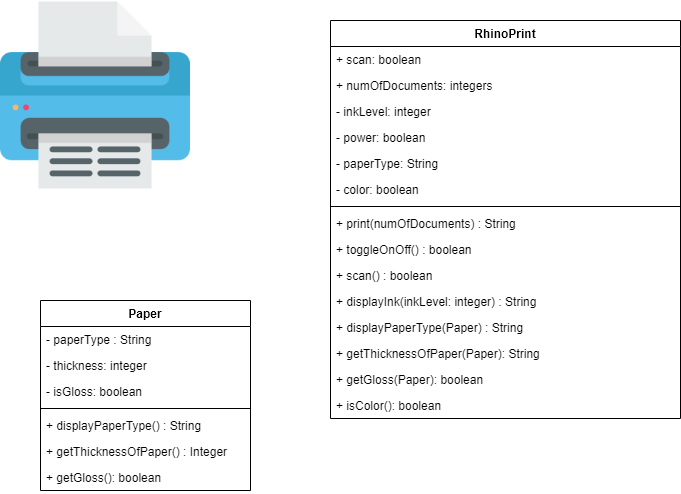 RhinoPrint
+ scan: boolean
+ numOfDocuments: integers
- inkLevel: integer
- power: boolean
- paperType: String
- color: boolean
+ print(numOfDocuments) : String
+ toggleOnOff() : boolean
+ scan() : boolean
+ displayInk(inkLevel: integer) : String
+ displayPaperType(Paper) : String
+ getThicknessOfPaper(Paper): String
+ getGloss(Paper): boolean
+ isColor(): boolean
Paper
- paperType : String
- thickness: integer
- isGloss: boolean
+ displayPaperType() : String
+ getThicknessOfPaper() : Integer
+ getGloss(): boolean